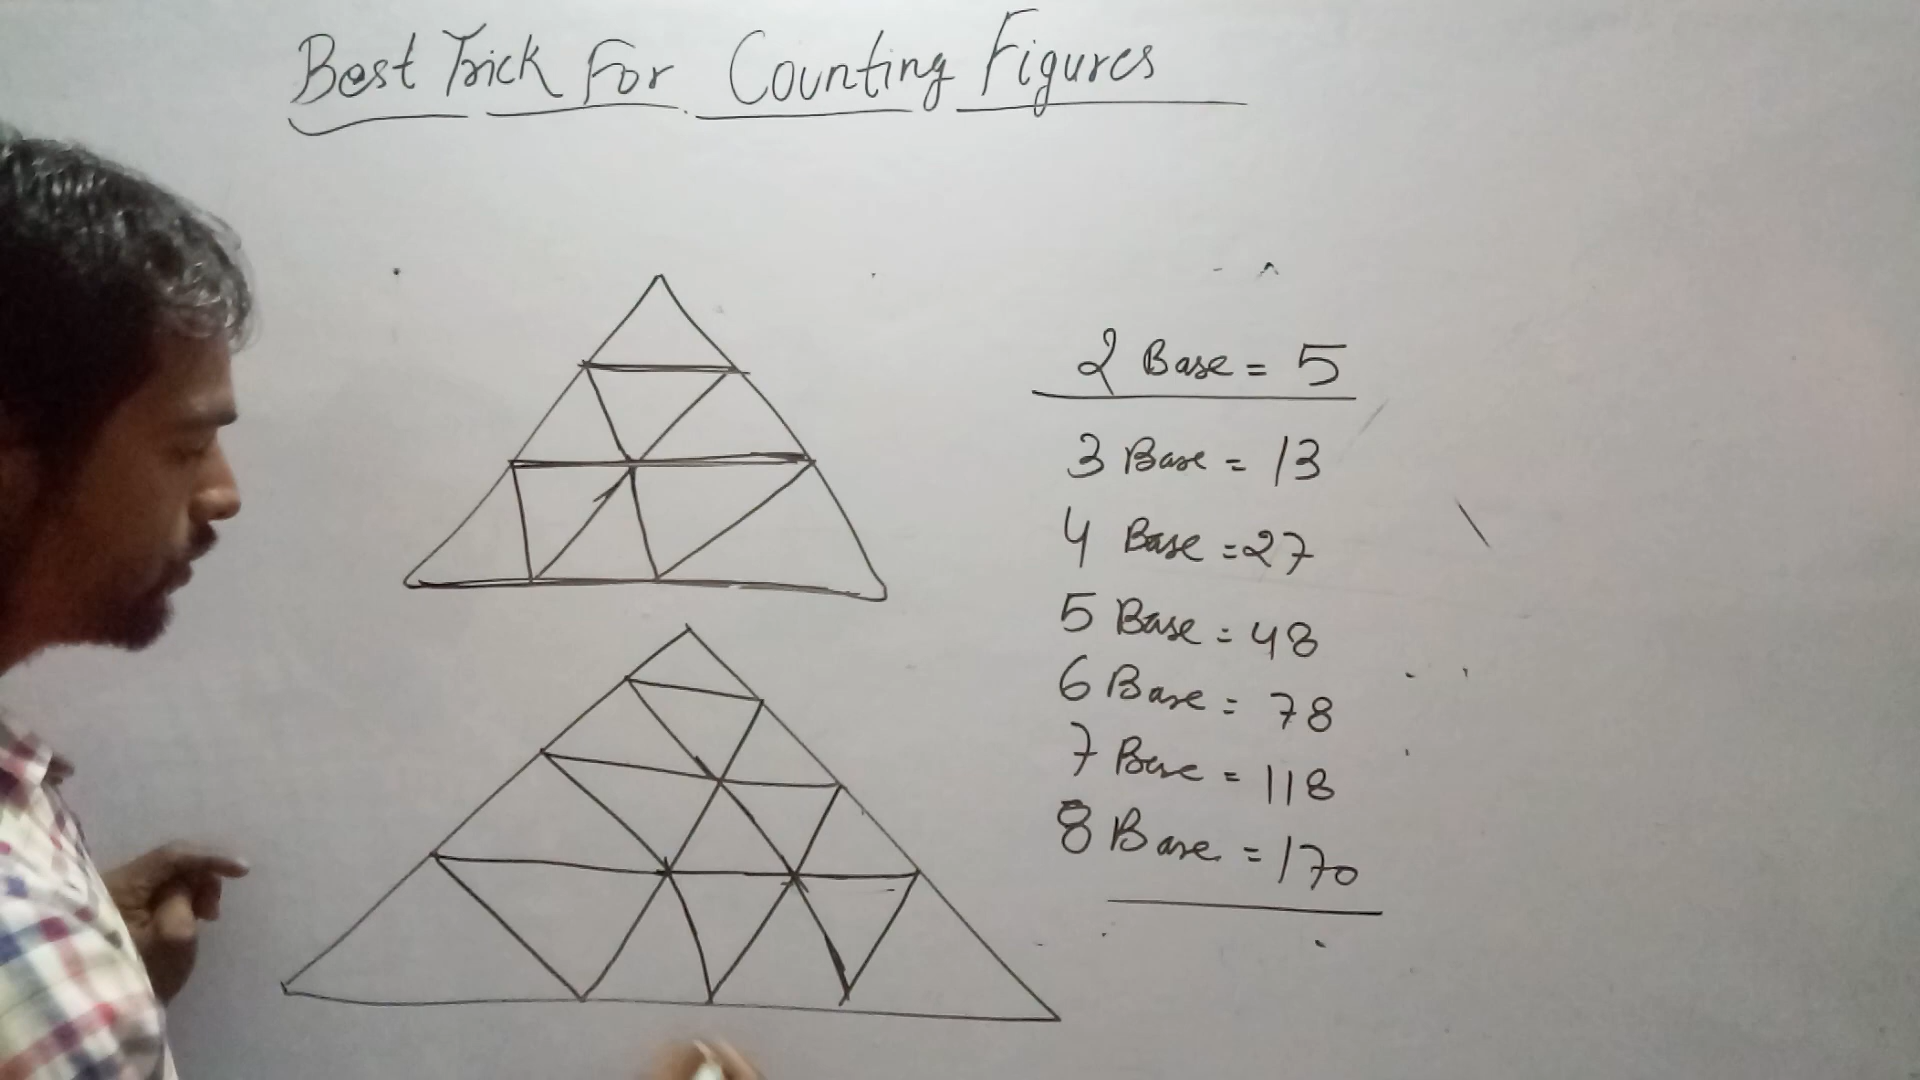 Best Trick For Counting Figures
2 Base = 5
3 Base = 13
4 Base = 27
5 Base = 48
6 Base = 78
7 Base = 118
8 Base = 170